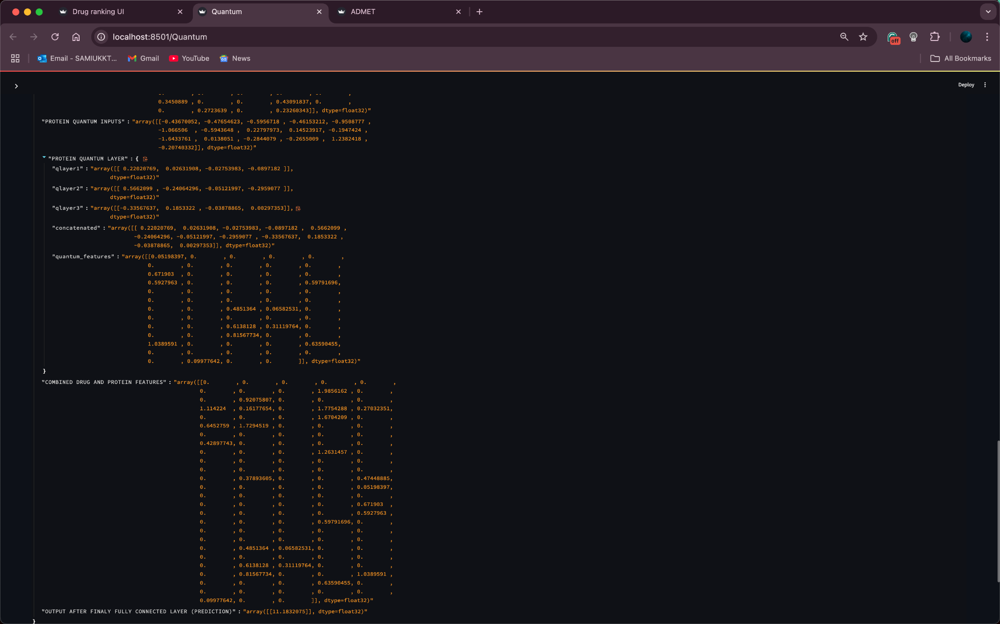 Drug ranking UI
Quantum
ADMET
localhost:8501/Quantum
off
Email - SAMIUKKT...
Gmail
YouTube
News
All Bookmarks
Deploy
0.3450889 , 0. , 0. , 0.43091837, 0. ,
0. , 0.2723639 , 0. , 0.23260343]], dtype=float32)"
"PROTEIN QUANTUM INPUTS" : "array([[-0.43670052, -0.47654623, -0.5956718 , -0.46153212, -0.9508777 ,
-1.066506 , -0.5943648 , 0.22797973, 0.14523917, -0.1947424 ,
-1.6433761 , 0.0138051 , -0.2844079 , -0.2655009 , 1.2382418 ,
-0.20740332]], dtype=float32)"
"PROTEIN QUANTUM LAYER" : {
"qlayer1" : "array([[ 0.22020769, 0.02631908, -0.02753983, -0.0897182 ]],
dtype=float32)"
"qlayer2" : "array([[ 0.5662099 , -0.24064296, -0.05121997, -0.2959077 ]],
dtype=float32)"
"qlayer3" : "array([[-0.33567637, 0.1853322 , -0.03878865, 0.00297353]],
dtype=float32)"
"concatenated" : "array([[ 0.22020769, 0.02631908, -0.02753983, -0.0897182 , 0.5662099 ,
-0.24064296, -0.05121997, -0.2959077 , -0.33567637, 0.1853322 ,
-0.03878865, 0.00297353]], dtype=float32)"
"quantum_features" : "array([[0.05198397, 0. , 0. , 0. , 0. ,
0. , 0. , 0. , 0. , 0. ,
0.671903 , 0. , 0. , 0. , 0. ,
0.5927963 , 0. , 0. , 0. , 0.59791696,
0. , 0. , 0. , 0. , 0. ,
0. , 0. , 0. , 0. , 0. ,
0. , 0. , 0.4851364 , 0.06582531, 0. ,
0. , 0. , 0. , 0. , 0. ,
0. , 0. , 0.6138128 , 0.31119764, 0. ,
0. , 0. , 0.81567734, 0. , 0. ,
1.0389591 , 0. , 0. , 0. , 0.63590455,
0. , 0. , 0. , 0. , 0. ,
0. , 0.09977642, 0. , 0. ]], dtype=float32)"
}
"COMBINED DRUG AND PROTEIN FEATURES" : "array([[0. , 0. , 0. , 0. , 0. ,
0. , 0. , 0. , 1.9856162 , 0. ,
0. , 0.92075807, 0. , 0. , 0. ,
1.114224 , 0.16177654, 0. , 1.7754288 , 0.27032351,
0. , 0. , 0. , 1.6704209 , 0. ,
0.6452759 , 1.7294519 , 0. , 0. , 0. ,
0. , 0. , 0. , 0. , 0. ,
0.42897743, 0. , 0. , 0. , 0. ,
0. , 0. , 0. , 1.2631457 , 0. ,
0. , 0. , 0. , 0. , 0. ,
0. , 0. , 0. , 0. , 0. ,
0. , 0.37893605, 0. , 0. , 0.47448885,
0. , 0. , 0. , 0. , 0.05198397,
0. , 0. , 0. , 0. , 0. ,
0. , 0. , 0. , 0. , 0.671903 ,
0. , 0. , 0. , 0. , 0.5927963 ,
0. , 0. , 0. , 0.59791696, 0. ,
0. , 0. , 0. , 0. , 0. ,
0. , 0. , 0. , 0. , 0. ,
0. , 0.4851364 , 0.06582531, 0. , 0. ,
0. , 0. , 0. , 0. , 0. ,
0. , 0.6138128 , 0.31119764, 0. , 0. ,
0. , 0.81567734, 0. , 0. , 1.0389591 ,
0. , 0. , 0. , 0.63590455, 0. ,
0. , 0. , 0. , 0. , 0. ,
0.09977642, 0. , 0. ]], dtype=float32)"
"OUTPUT AFTER FINALY FULLY CONNECTED LAYER (PREDICTION)" : "array([[11.1832075]], dtype=float32)"
}